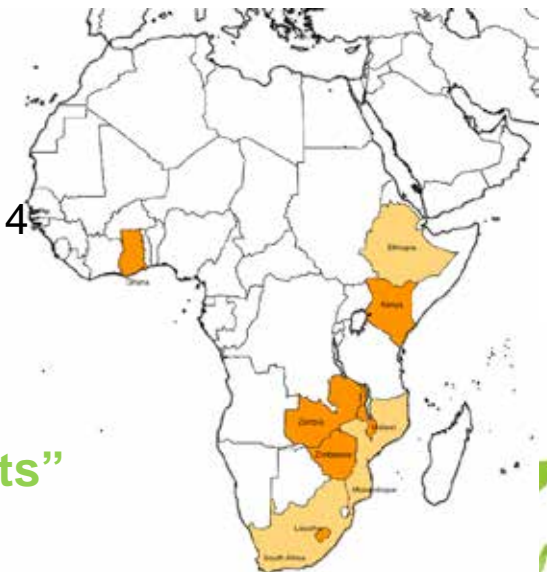 Ethiopia
4
Kenya
Ghana
Zambia
Malawi
Zimbabwe
ts”
Mozambique
Lesotho
South Africa